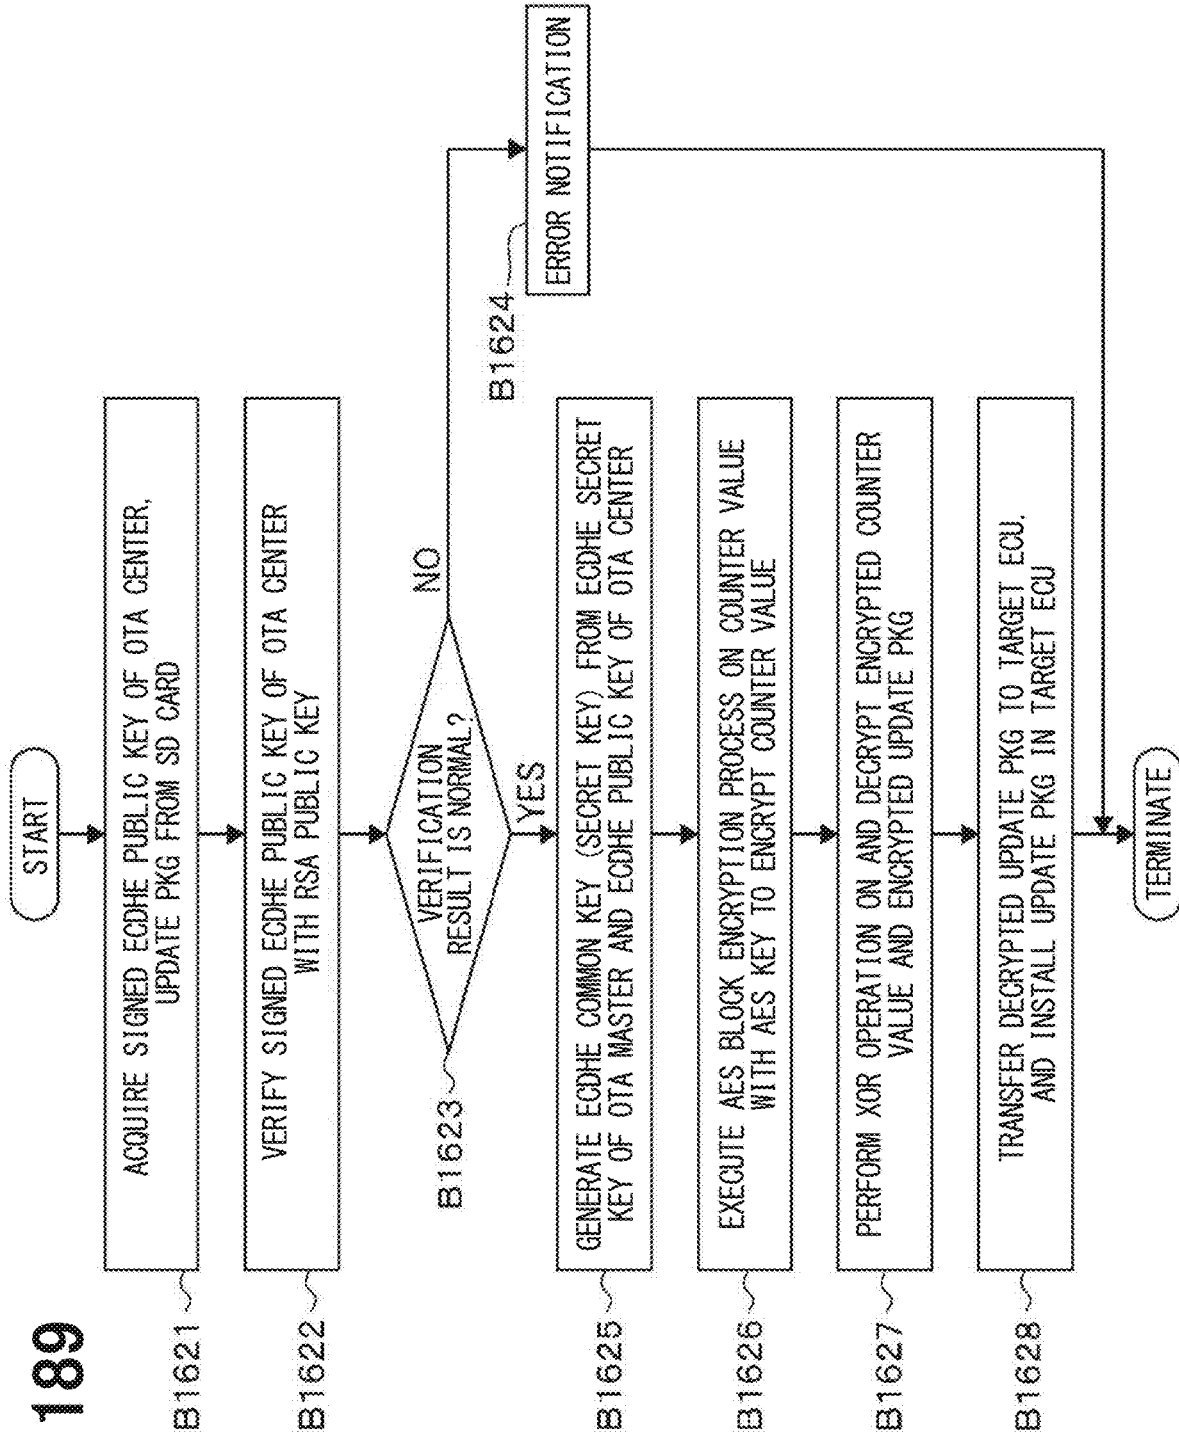 189
START
B1621
ACQUIRE SIGNED ECDHE PUBLIC KEY OF OTA CENTER,
UPDATE PKG FROM SD CARD
B1622
VERIFY SIGNED ECDHE PUBLIC KEY OF OTA CENTER
WITH RSA PUBLIC KEY
B1623
VERIFICATION
RESULT IS NORMAL?
NO
YES
B1624
ERROR NOTIFICATION
B1625
GENERATE ECDHE COMMON KEY (SECRET KEY) FROM ECDHE SECRET
KEY OF OTA MASTER AND ECDHE PUBLIC KEY OF OTA CENTER
B1626
EXECUTE AES BLOCK ENCRYPTION PROCESS ON COUNTER VALUE
WITH AES KEY TO ENCRYPT COUNTER VALUE
B1627
PERFORM XOR OPERATION ON AND DECRYPT ENCRYPTED COUNTER
VALUE AND ENCRYPTED UPDATE PKG
B1628
TRANSFER DECRYPTED UPDATE PKG TO TARGET ECU,
AND INSTALL UPDATE PKG IN TARGET ECU
TERMINATE